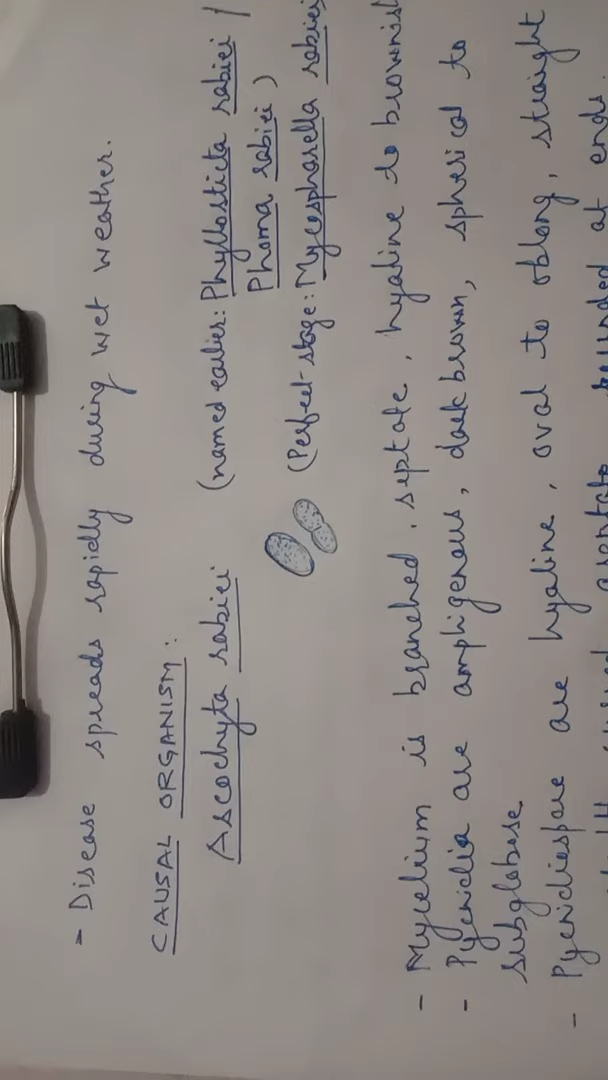 - Disease spreads rapidly during wet weather.
CAUSAL ORGANISM:
Ascochyta rabiei (named earlier: Phyllosticta rabiei /
Phoma rabiei)
(Perfect stage: Mycosphaerella rabiei
- Mycelium is branched, septate, hyaline to brownish
- Pycnidia are amphigenous, dark brown, spherical to
subglobose.
- Pycnidiospore are hyaline, oval to oblong, straight
at ends.